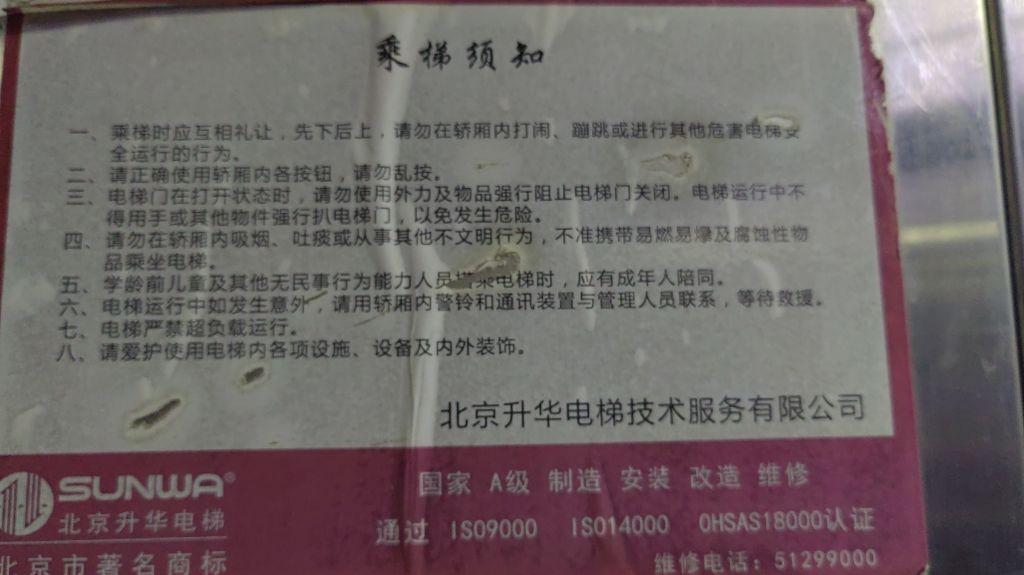 乘梯须知
一、乘梯时应互相礼让，先下后上，请勿在轿厢内打闹、蹦跳或进行其他危害电梯安
全运行的行为。
二、请正确使用轿厢内各按钮，请勿乱按。
三、电梯门在打开状态时，请勿使用外力及物品强行阻止电梯门关闭。电梯运行中不
得用手或其他物件强行扒电梯门，以免发生危险。
四、请勿在轿厢内吸烟、吐痰或从事其他不文明行为，不准携带易燃易爆及腐蚀性物
品乘坐电梯。
五、学龄前儿童及其他无民事行为能力人员搭乘电梯时，应有成年人陪同。
六、电梯运行中如发生意外，请用轿厢内警铃和通讯装置与管理人员联系，等待救援。
七、电梯严禁超负载运行。
八、请爱护使用电梯内各项设施、设备及内外装饰。
北京升华电梯技术服务有限公司
SUNWA®
北京升华电梯
北京市著名商标
国家 A级 制造 安装 改造 维修
通过 ISO9000 ISO14000 OHSAS18000认证
维修电话：51299000